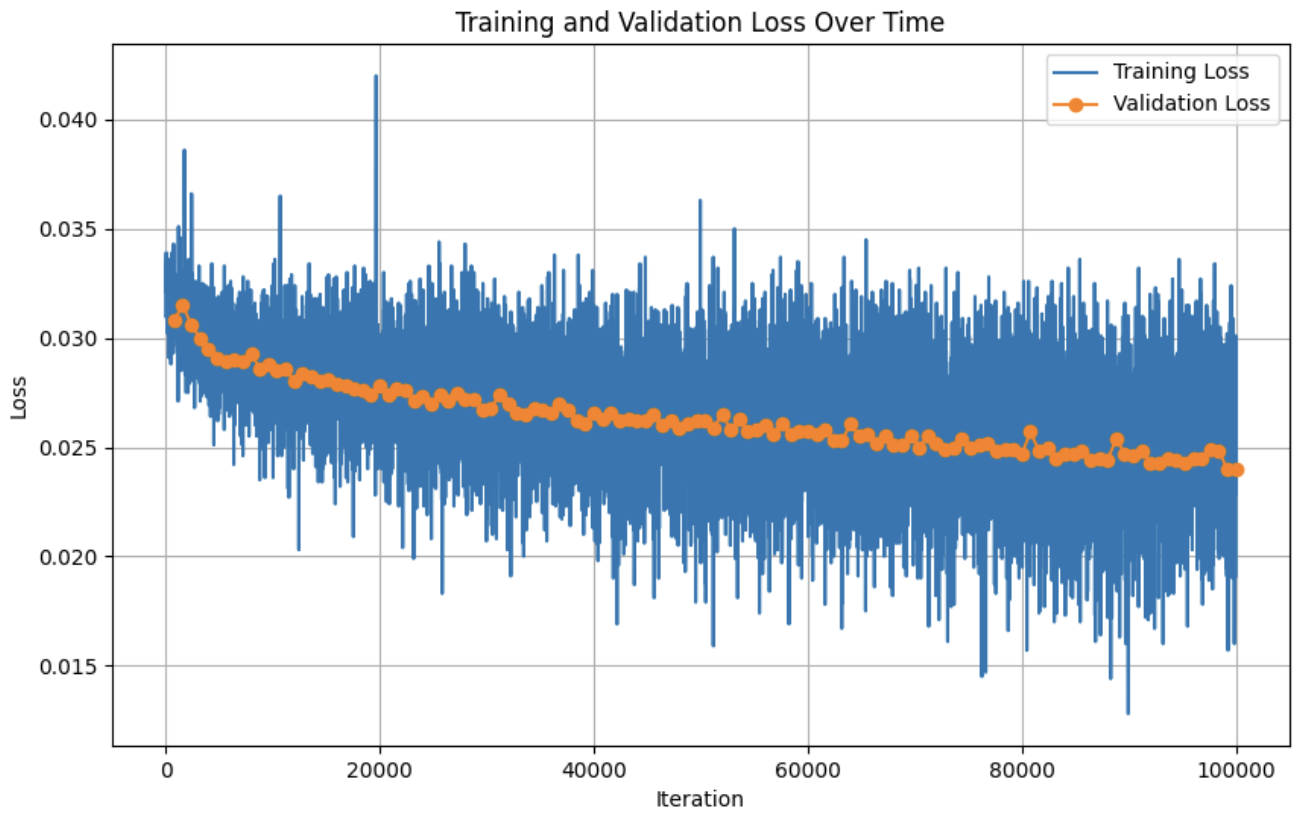 Training and Validation Loss Over Time
Training Loss
Validation Loss
0.040
0.035
0.030
0.025
0.020
0.015
Loss
0
20000
40000
60000
80000
100000
Iteration